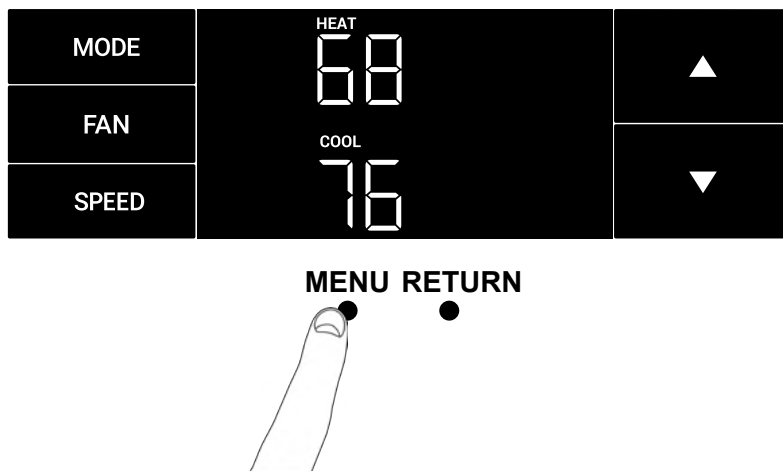 MODE
FAN
SPEED
HEAT
68
COOL
76
MENU RETURN